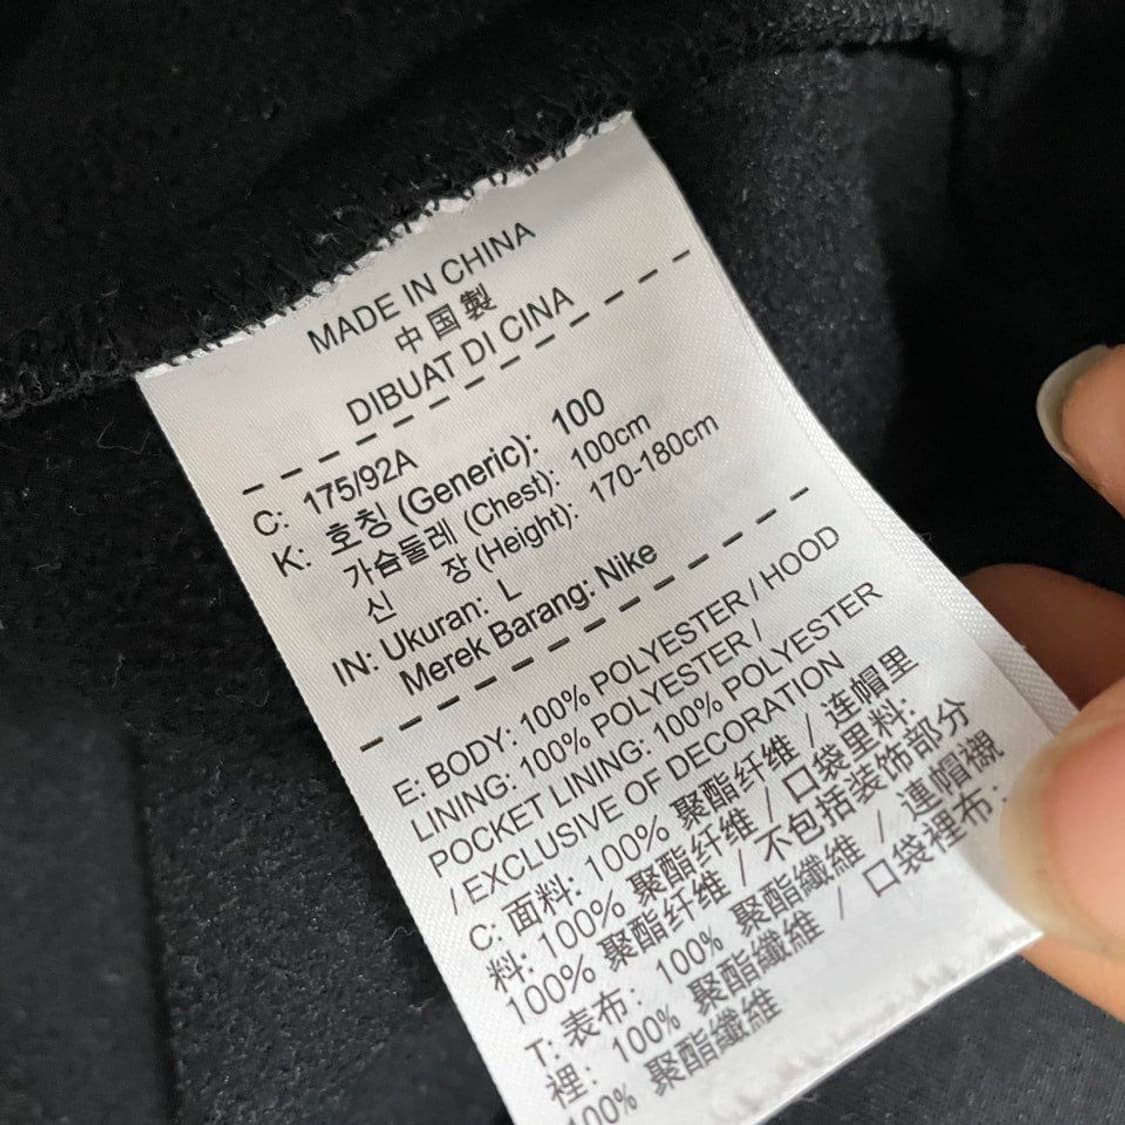 MADE IN CHINA
中国製
DIBUAT DI CINA
C: 175/92A
K: 호칭 (Generic): 100
가슴둘레 (Chest): 100cm
신 장 (Height): 170-180cm
IN: Ukuran: L
Merek Barang: Nike
E: BODY: 100% POLYESTER / HOOD
LINING: 100% POLYESTER /
POCKET LINING: 100% POLYESTER
/ EXCLUSIVE OF DECORATION
C: 面料: 100% 聚酯纤维 / 连帽里
料: 100% 聚酯纤维 / 口袋里料:
100% 聚酯纤维 / 不包括装饰部分
T: 表布: 100% 聚酯纖維 / 連帽襯
裡: 100% 聚酯纖維 / 口袋裡布:
100% 聚酯纖維